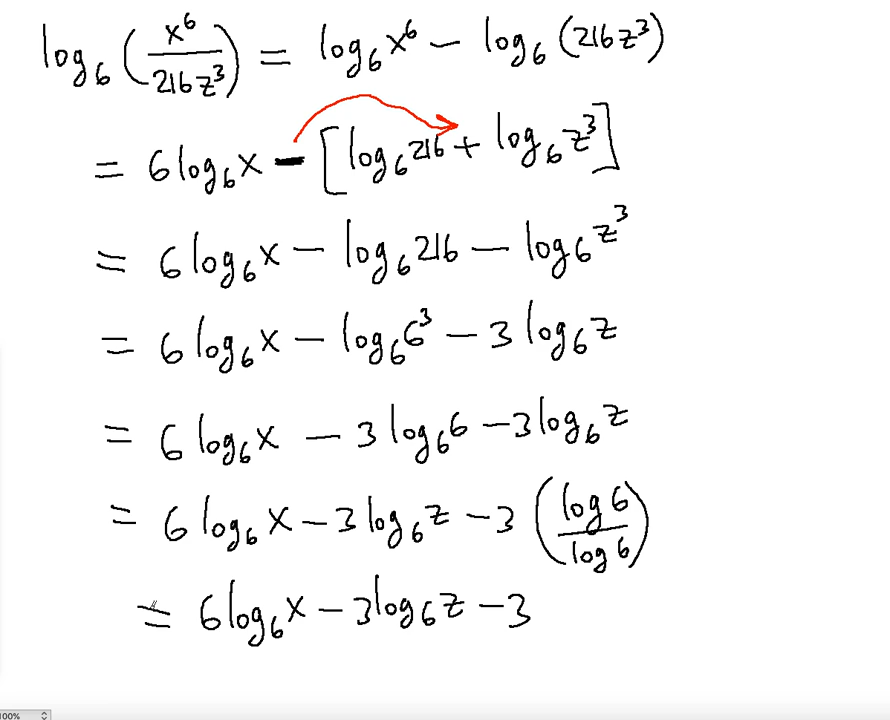 log₆(x⁶/216z³) = log₆x⁶ − log₆(216z³)
= 6log₆x − [log₆216 + log₆z³]
= 6log₆x − log₆216 − log₆z³
= 6log₆x − log₆6³ − 3log₆z
= 6log₆x − 3log₆6 − 3log₆z
= 6log₆x − 3log₆z − 3(log6/log6)
= 6log₆x − 3log₆z − 3
100%